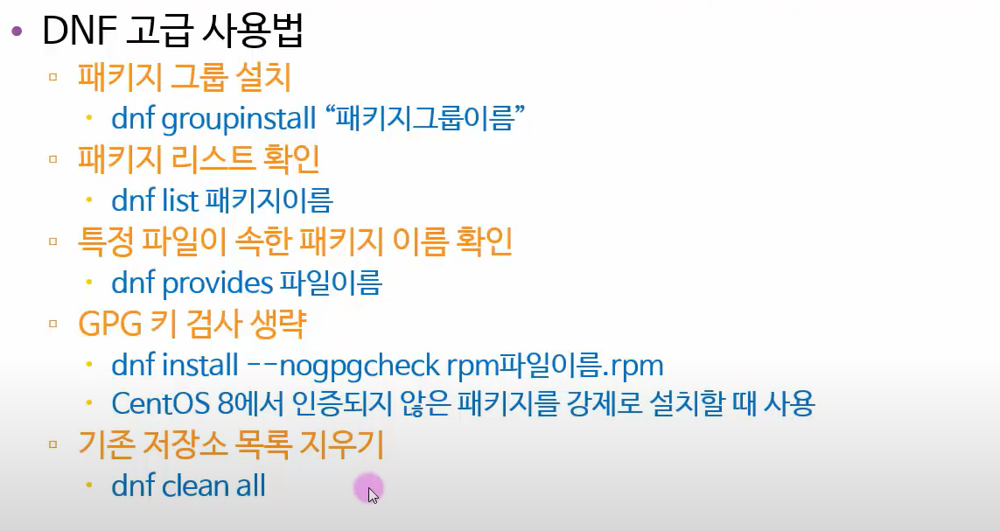 DNF 고급 사용법
패키지 그룹 설치
dnf groupinstall “패키지그룹이름”
패키지 리스트 확인
dnf list 패키지이름
특정 파일이 속한 패키지 이름 확인
dnf provides 파일이름
GPG 키 검사 생략
dnf install --nogpgcheck rpm파일이름.rpm
CentOS 8에서 인증되지 않은 패키지를 강제로 설치할 때 사용
기존 저장소 목록 지우기
dnf clean all